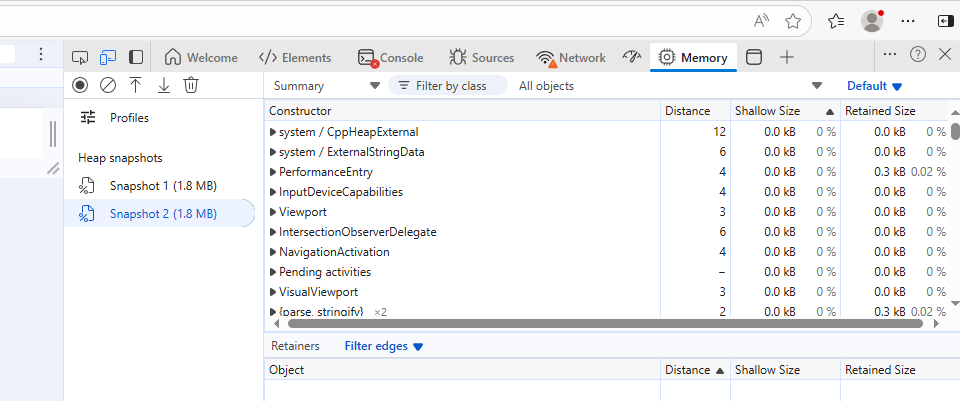 Welcome Elements Console Sources Network Memory
Summary Filter by class All objects Default
Profiles
Heap snapshots
Snapshot 1 (1.8 MB)
Snapshot 2 (1.8 MB)
Constructor Distance Shallow Size Retained Size
system / CppHeapExternal 12 0.0 kB 0 % 0.0 kB 0 %
system / ExternalStringData 6 0.0 kB 0 % 0.0 kB 0 %
PerformanceEntry 4 0.0 kB 0 % 0.3 kB 0.02 %
InputDeviceCapabilities 4 0.0 kB 0 % 0.0 kB 0 %
Viewport 3 0.0 kB 0 % 0.0 kB 0 %
IntersectionObserverDelegate 6 0.0 kB 0 % 0.0 kB 0 %
NavigationActivation 4 0.0 kB 0 % 0.0 kB 0 %
Pending activities – 0.0 kB 0 % 0.0 kB 0 %
VisualViewport 3 0.0 kB 0 % 0.0 kB 0 %
{parse, stringify} ×2 2 0.0 kB 0 % 0.3 kB 0.02 %
Retainers Filter edges
Object Distance Shallow Size Retained Size